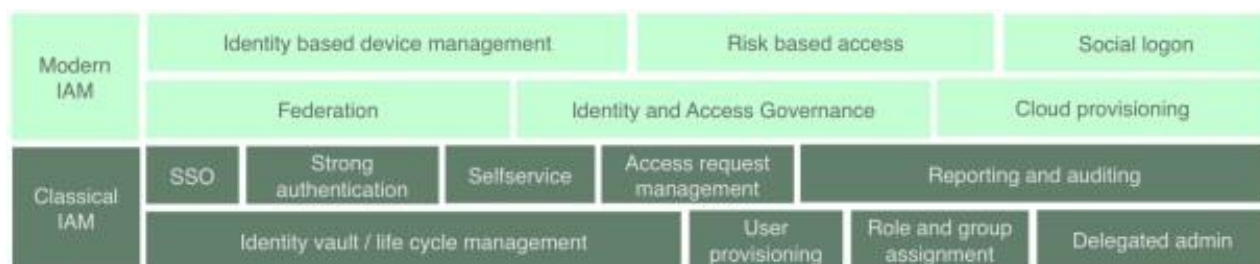 Modern
IAM
Identity based device management
Risk based access
Social logon
Federation
Identity and Access Governance
Cloud provisioning
Classical
IAM
SSO
Strong
authentication
Selfservice
Access request
management
Reporting and auditing
Identity vault / life cycle management
User
provisioning
Role and group
assignment
Delegated admin